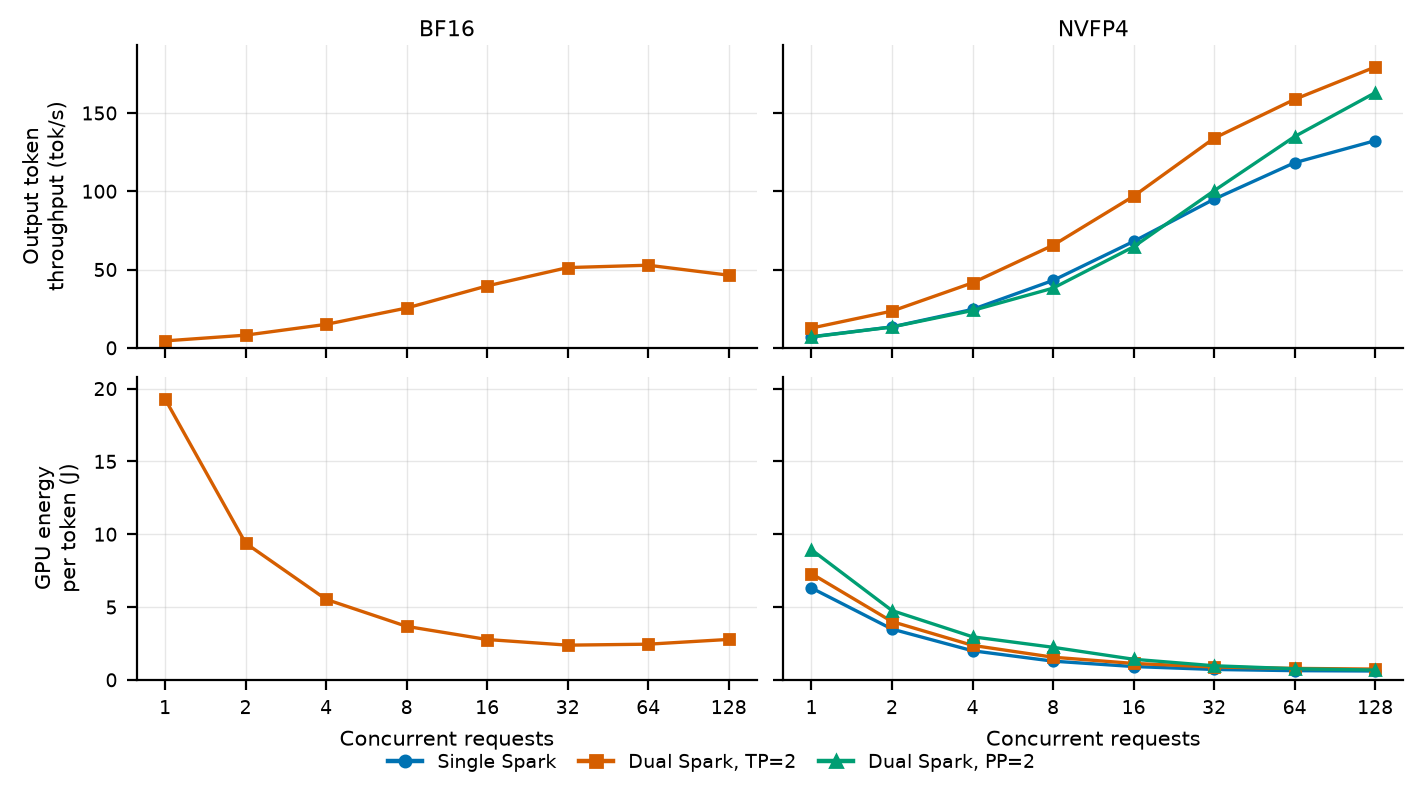 BF16
NVFP4
Output token
throughput (tok/s)
150
100
50
0
GPU energy
per token (J)
20
15
10
5
0
1 2 4 8 16 32 64 128
1 2 4 8 16 32 64 128
Concurrent requests
Concurrent requests
Single Spark
Dual Spark, TP=2
Dual Spark, PP=2